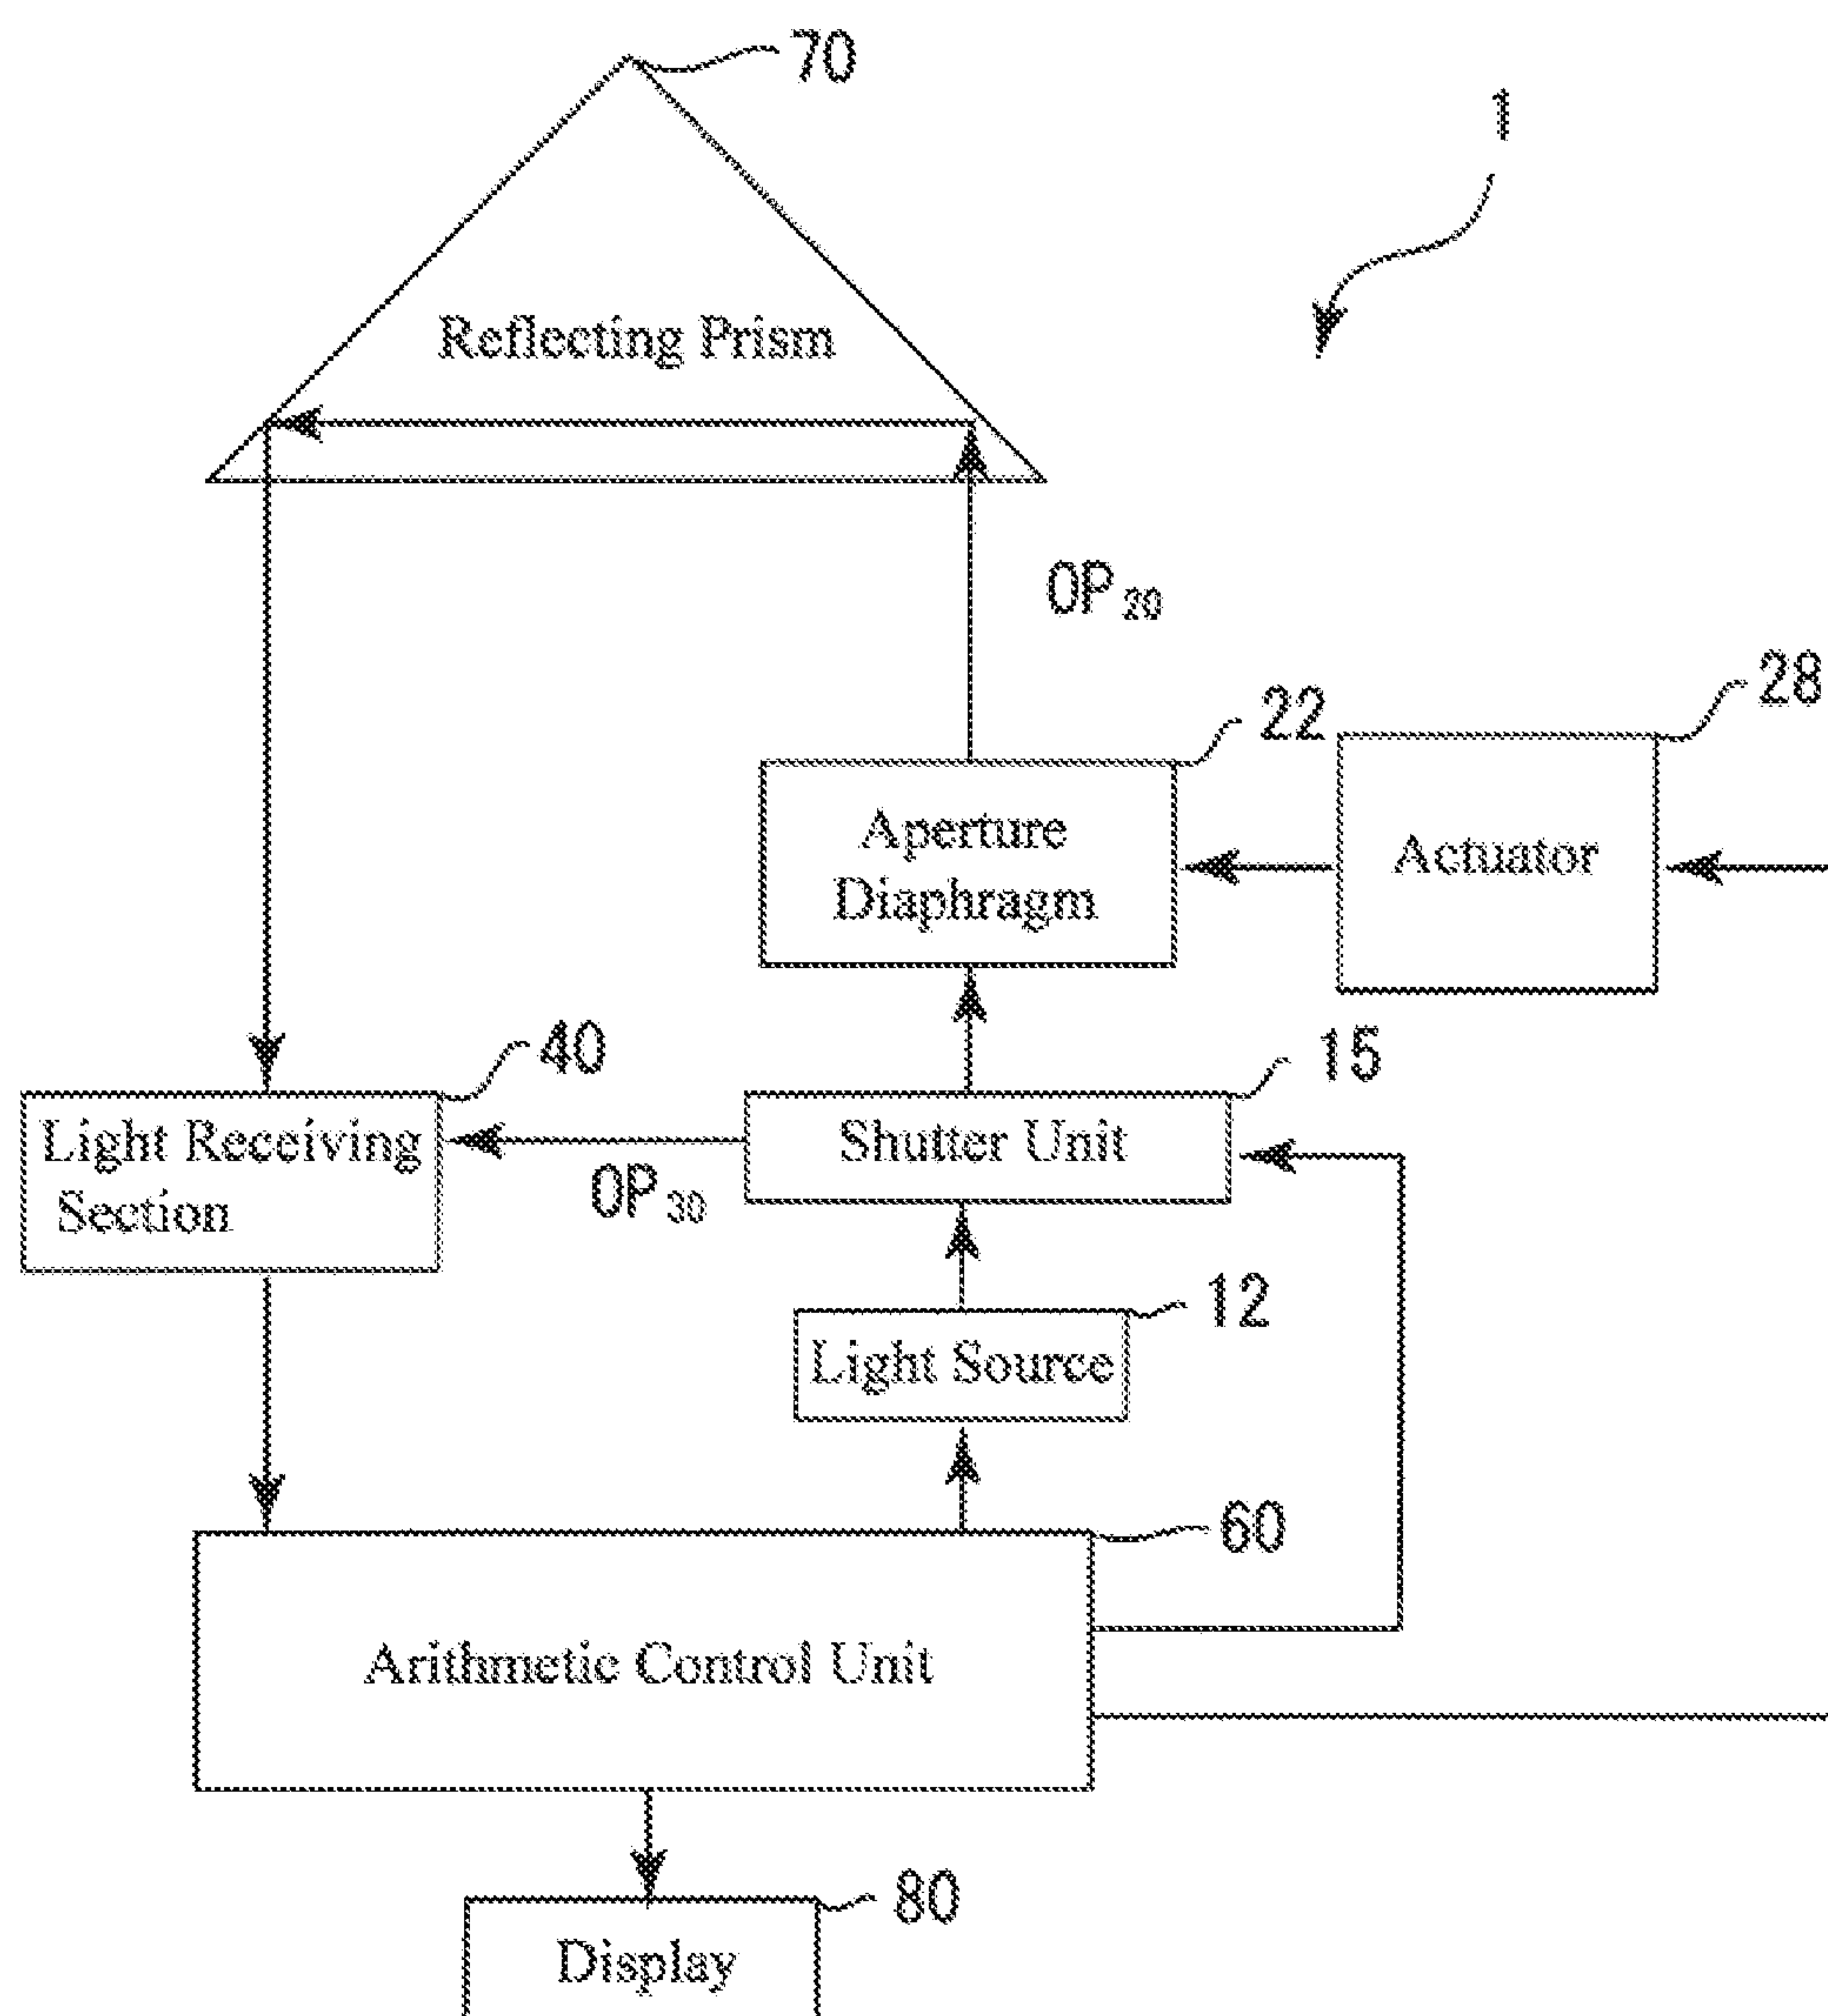 70
1
Reflecting Prism
OP20
28
22
Aperture
Diaphragm
Actuator
15
40
Light Receiving
Section
Shutter Unit
OP30
12
Light Source
60
Arithmetic Control Unit
80
Display